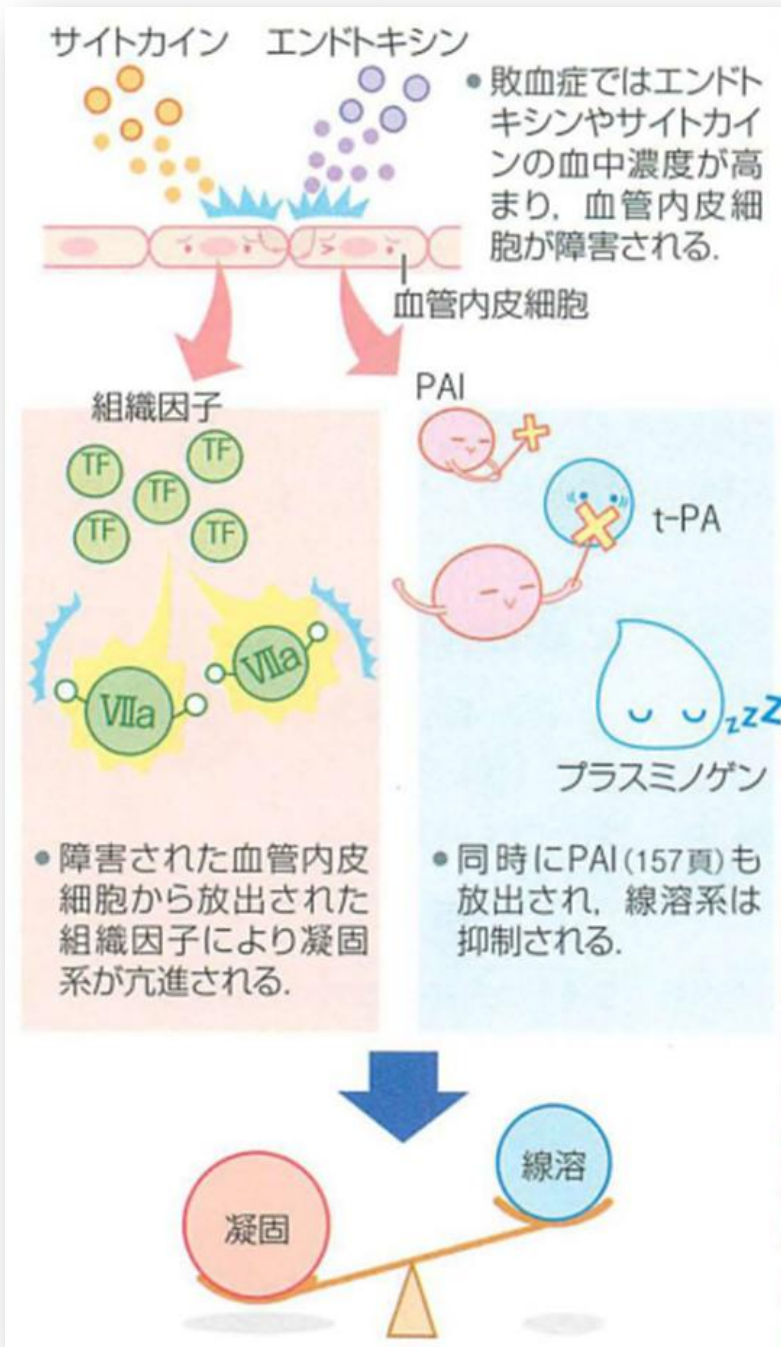 サイトカイン
エンドトキシン
● 敗血症ではエンドト
キシンやサイトカイ
ンの血中濃度が高
まり，血管内皮細
胞が障害される．
血管内皮細胞
組織因子
TF
TF
TF
TF
TF
Ⅶa
Ⅶa
PAI
t-PA
zzz
プラスミノゲン
● 障害された血管内皮
細胞から放出された
組織因子により凝固
系が亢進される．
● 同時にPAI(157頁)も
放出され，線溶系は
抑制される．
凝固
線溶